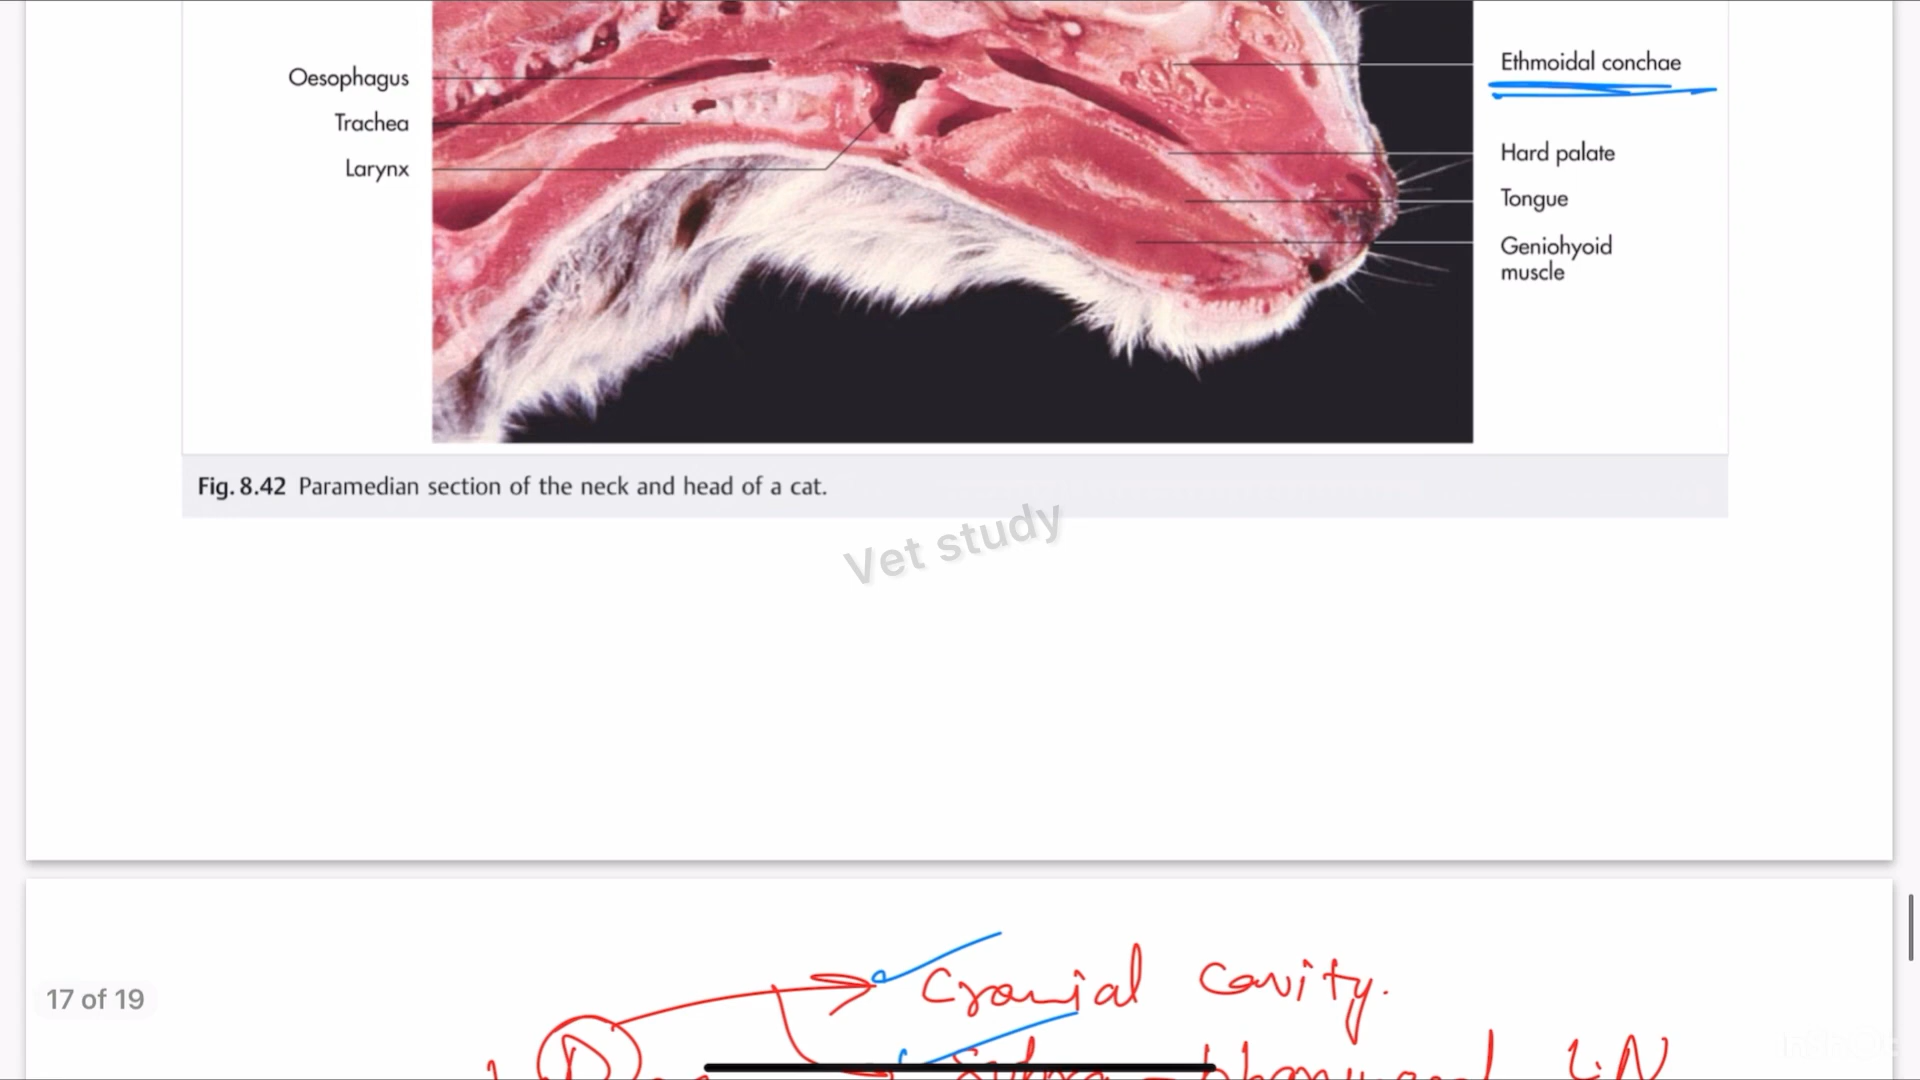 Oesophagus
Trachea
Larynx
Ethmoidal conchae
Hard palate
Tongue
Geniohyoid
muscle
Fig. 8.42 Paramedian section of the neck and head of a cat.
Vet study
17 of 19
Cranial cavity.
L.N